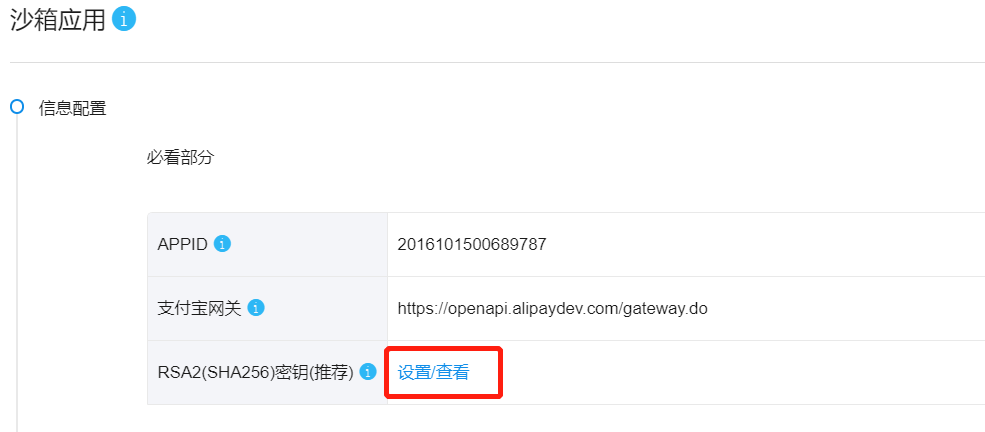 沙箱应用
信息配置
必看部分
APPID 2016101500689787
支付宝网关 https://openapi.alipaydev.com/gateway.do
RSA2(SHA256)密钥(推荐) 设置/查看